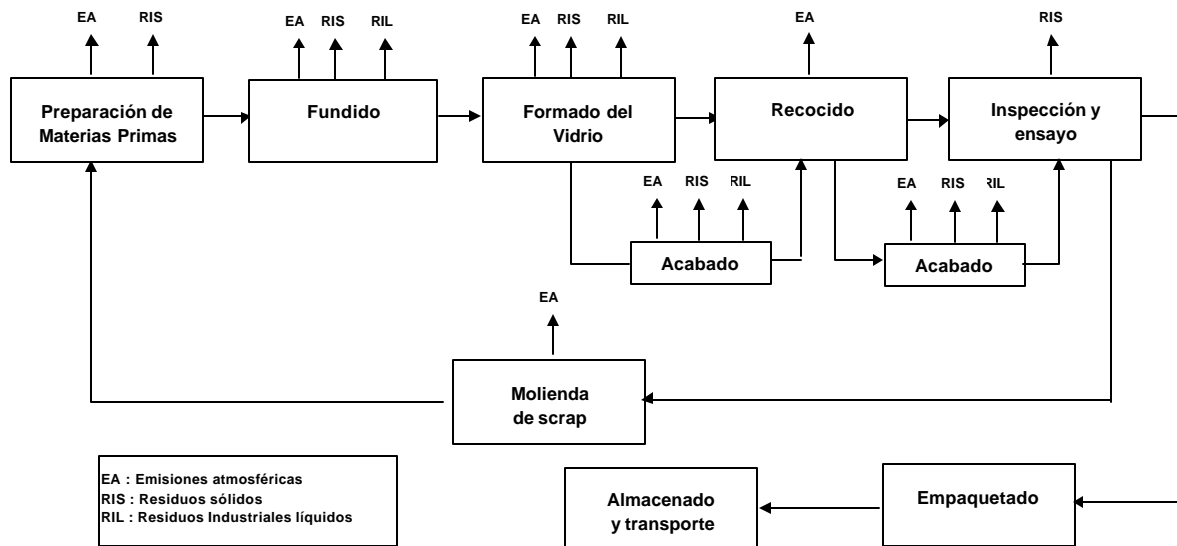 EA RIS
EA RIS RIL
EA RIS RIL
EA
RIS
Preparación de
Materias Primas
Fundido
Formado del
Vidrio
Recocido
Inspección y
ensayo
EA RIS RIL
Acabado
EA RIS RIL
Acabado
EA
Molienda
de scrap
EA : Emisiones atmosféricas
RIS : Residuos sólidos
RIL : Residuos Industriales líquidos
Almacenado
y transporte
Empaquetado